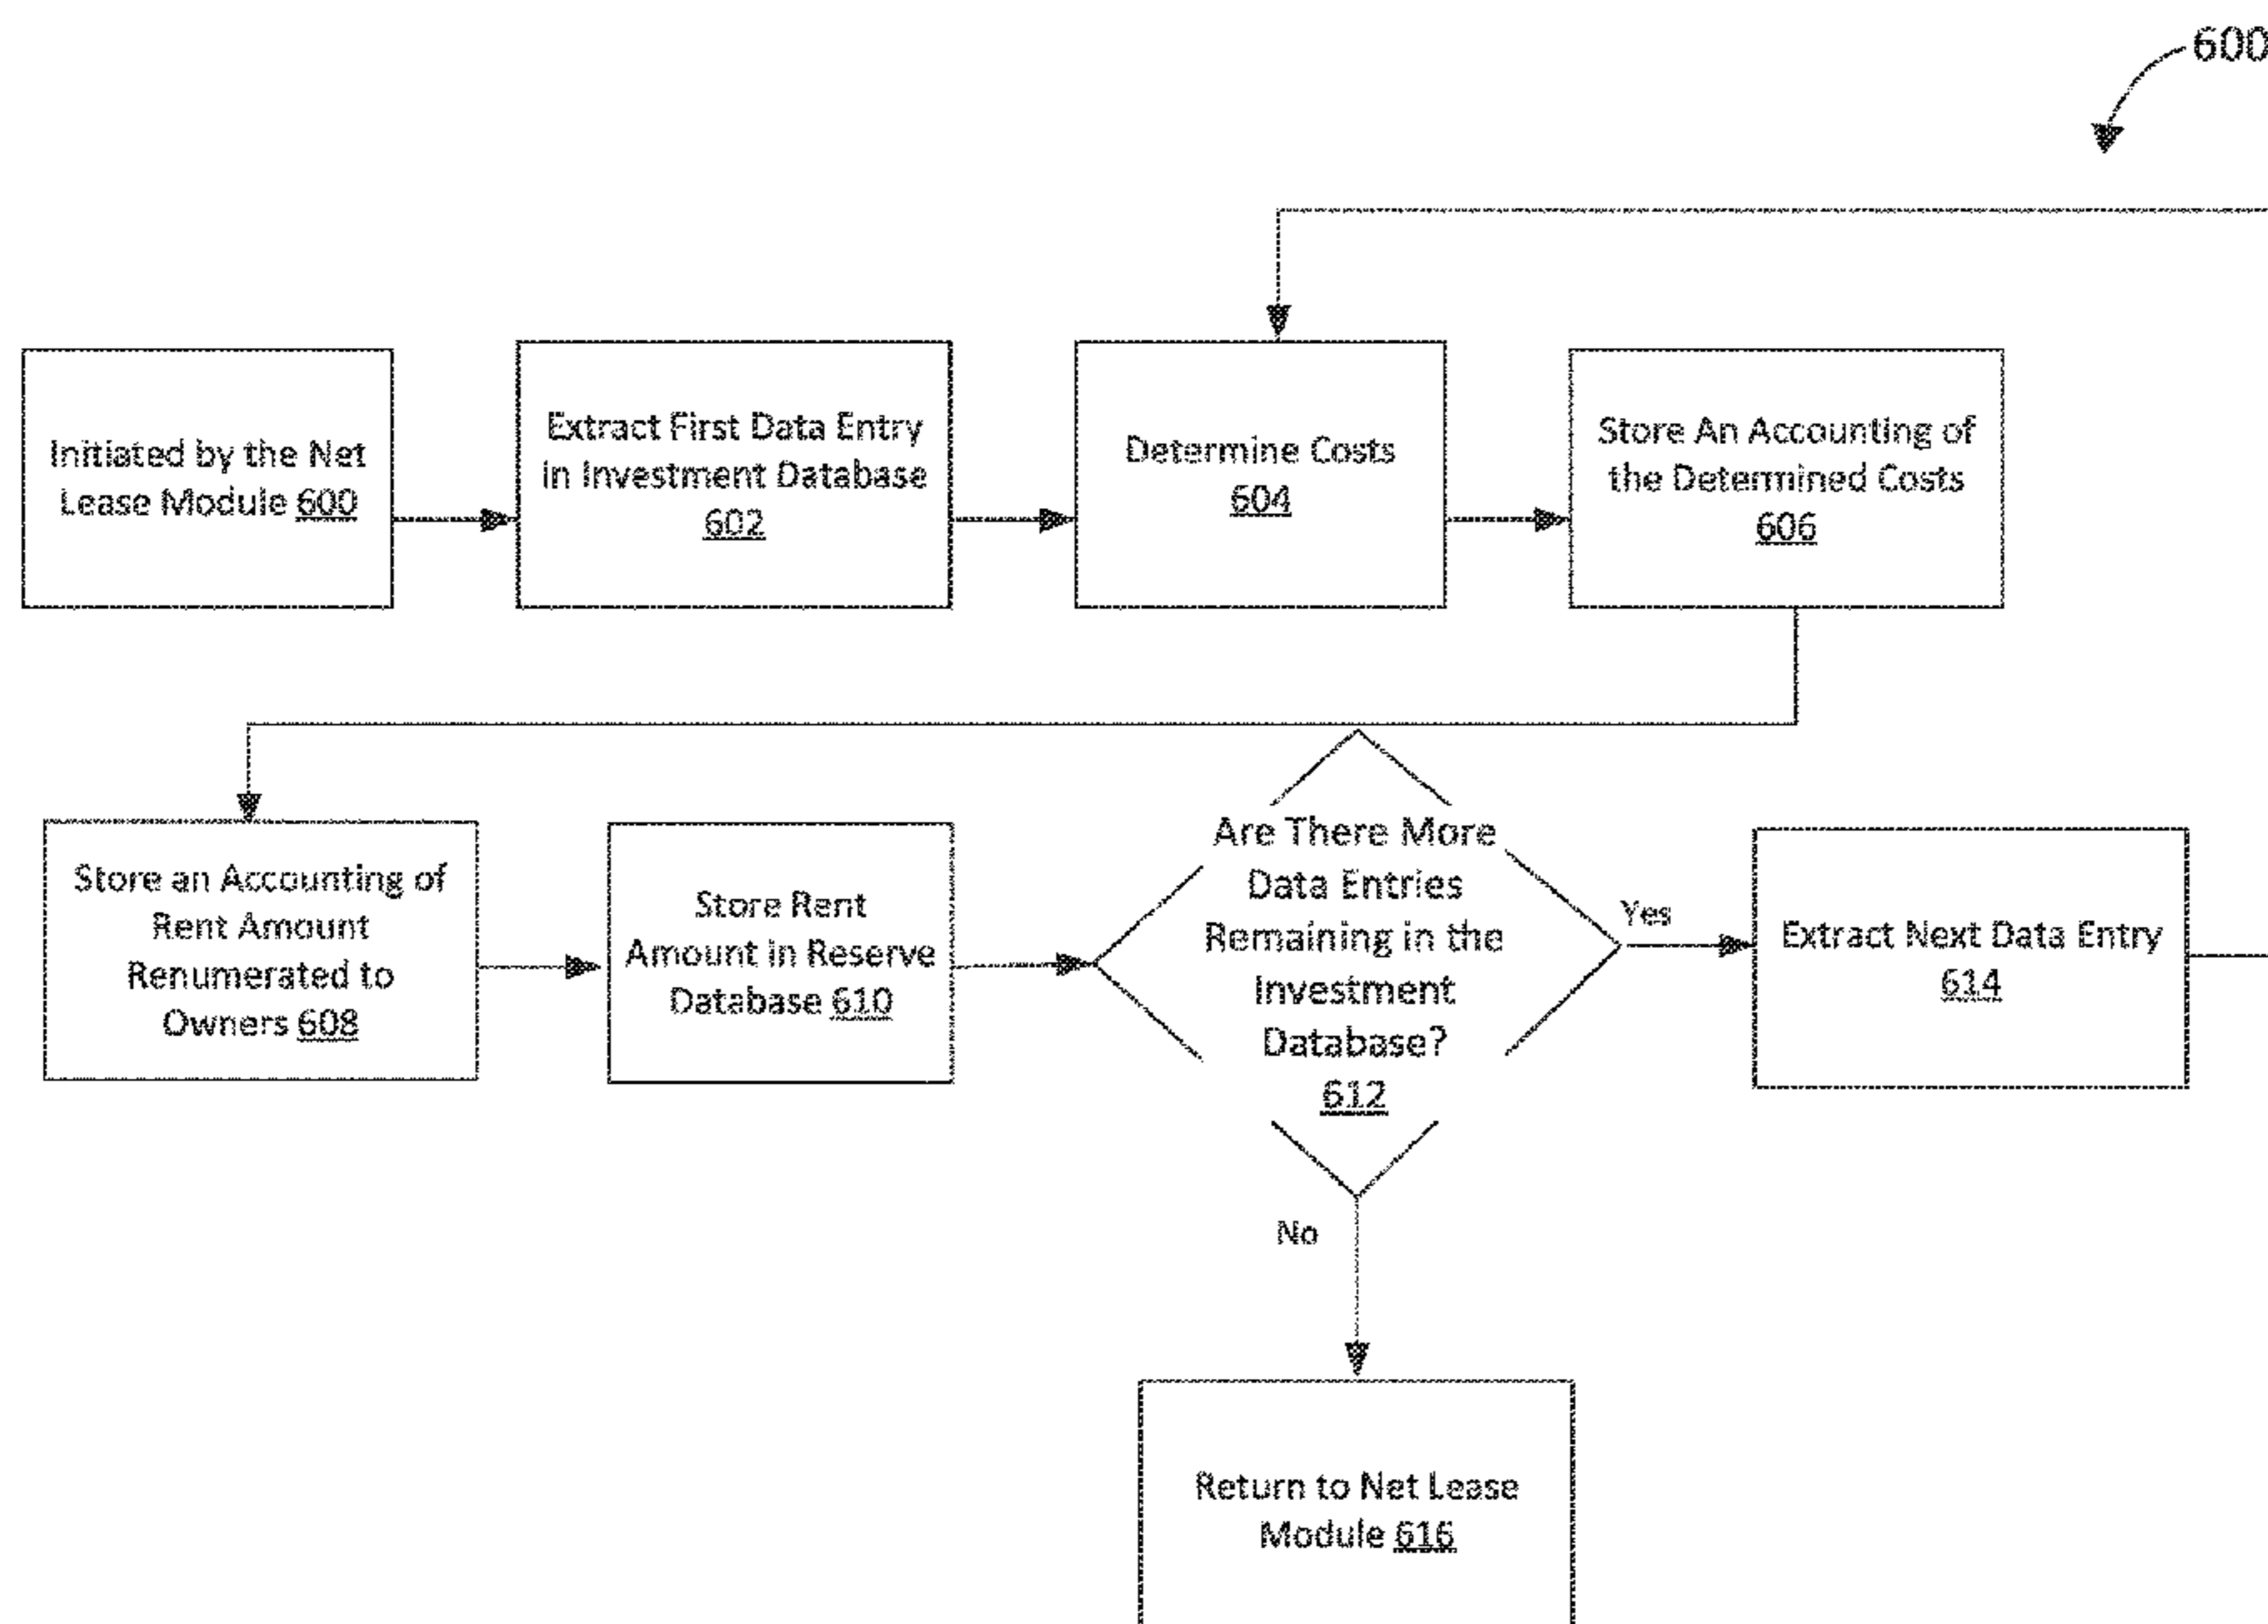 600
Initiated by the Net
Lease Module 600
Extract First Data Entry
in Investment Database
602
Determine Costs
604
Store An Accounting of
the Determined Costs
606
Store an Accounting of
Rent Amount
Renumerated to
Owners 608
Store Rent
Amount in Reserve
Database 610
Are There More
Data Entries
Remaining in the
Investment
Database?
612
Yes
Extract Next Data Entry
614
No
Return to Net Lease
Module 616